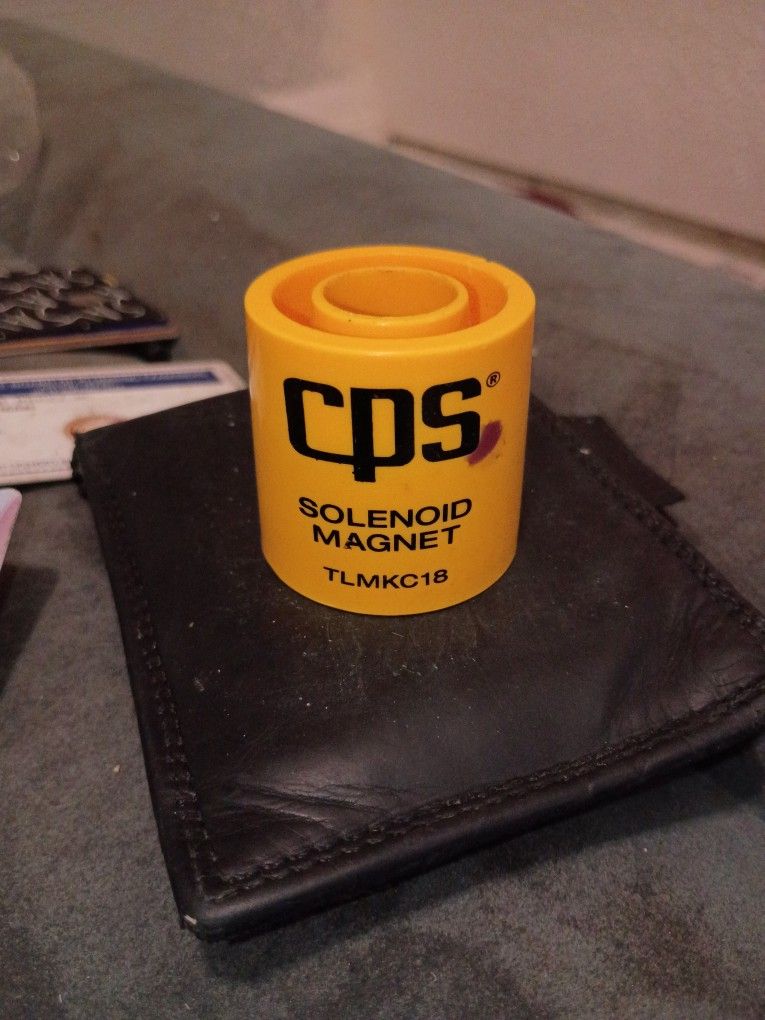 CPS®
SOLENOID
MAGNET
TLMKC18